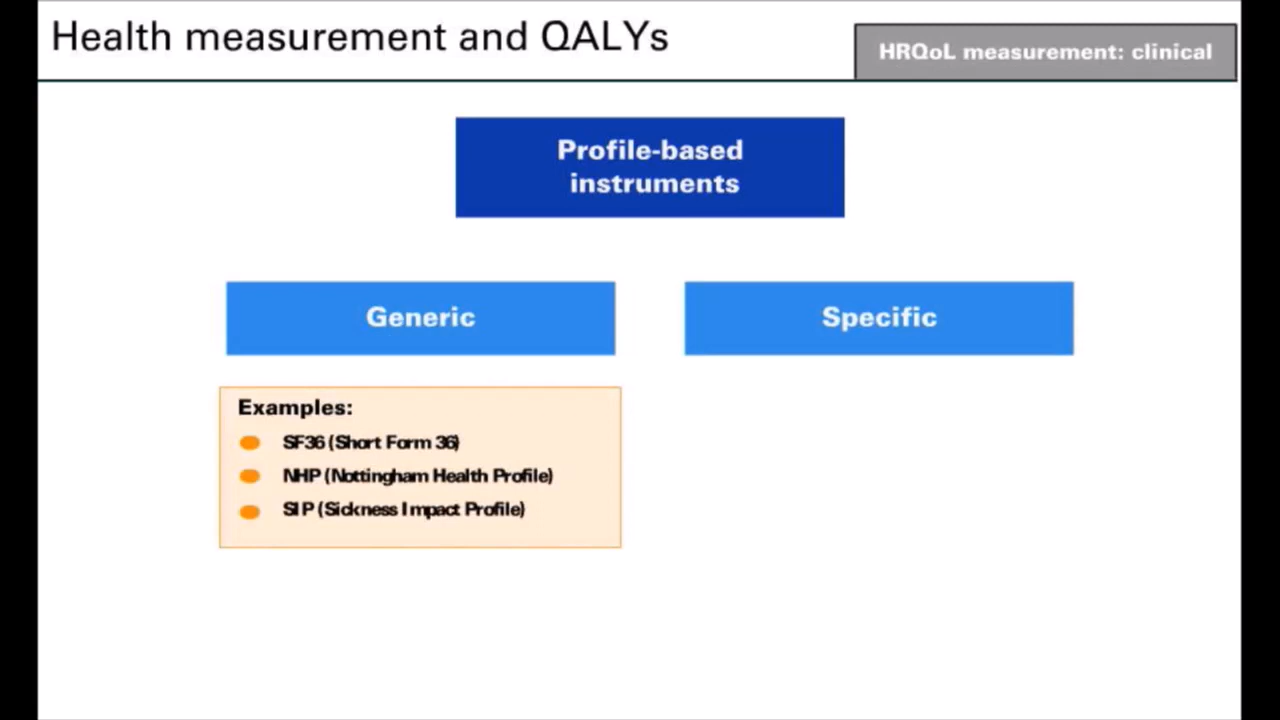 Health measurement and QALYs
HRQoL measurement: clinical
Profile-based
instruments
Generic
Specific
Examples:
SF36 (Short Form 36)
NHP (Nottingham Health Profile)
SIP (Sickness Impact Profile)